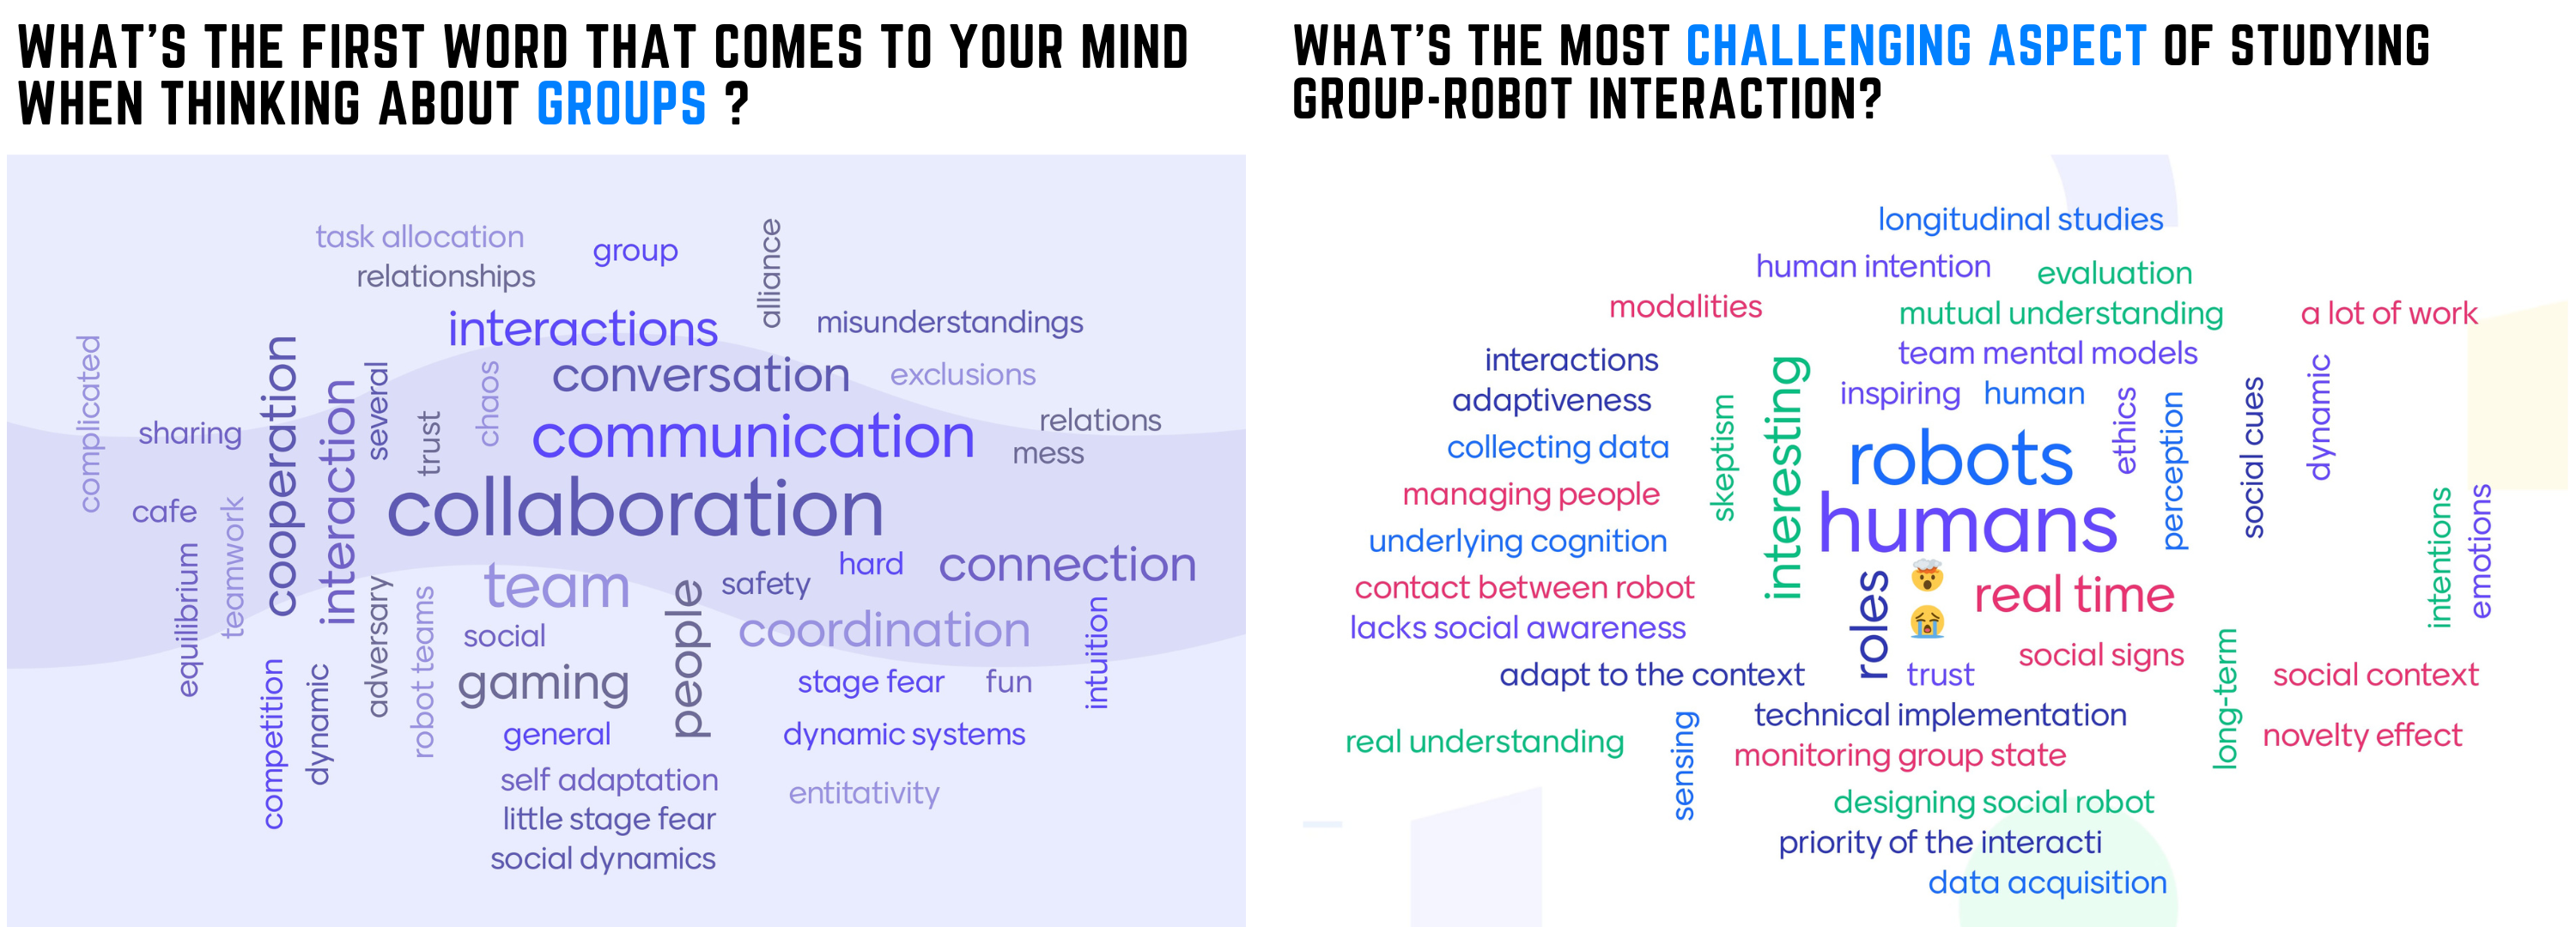 WHAT'S THE FIRST WORD THAT COMES TO YOUR MIND
WHEN THINKING ABOUT GROUPS ?
task allocation
group
alliance
relationships
interactions
misunderstandings
complicated
cooperation
interaction
several
chaos
conversation
exclusions
sharing
trust
communication
relations
mess
cafe
teamwork
collaboration
equilibrium
team
safety
hard
connection
people
adversary
robot teams
social
coordination
intuition
competition
dynamic
gaming
stage fear
fun
general
dynamic systems
self adaptation
entitativity
little stage fear
social dynamics
WHAT'S THE MOST CHALLENGING ASPECT OF STUDYING
GROUP-ROBOT INTERACTION?
longitudinal studies
human intention
evaluation
modalities
mutual understanding
a lot of work
interactions
team mental models
dynamic
interesting
adaptiveness
inspiring
human
ethics
perception
social cues
skeptism
collecting data
robots
managing people
humans
intentions
emotions
underlying cognition
contact between robot
roles
🤯
real time
lacks social awareness
😭
social signs
adapt to the context
trust
long-term
social context
technical implementation
real understanding
sensing
monitoring group state
novelty effect
designing social robot
priority of the interacti
data acquisition